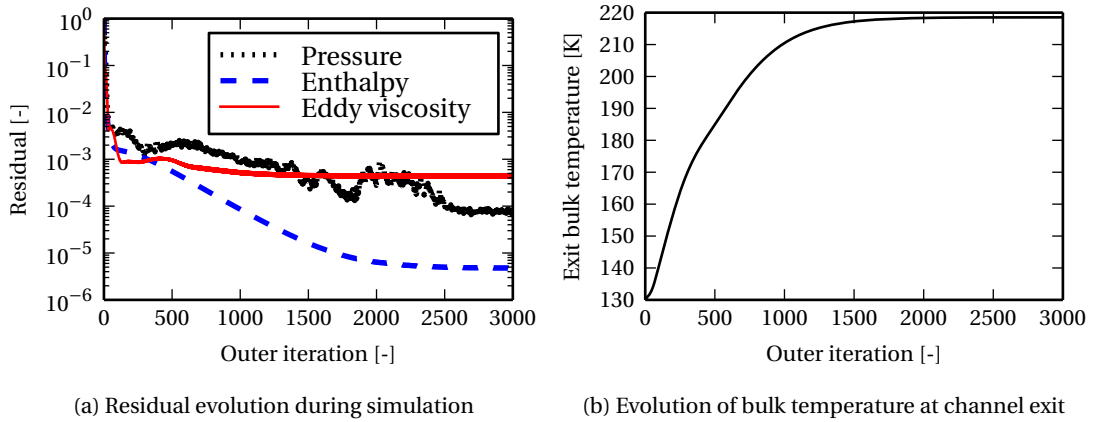 10^0
10^-1
10^-2
10^-3
10^-4
10^-5
10^-6
Residual [-]
Pressure
Enthalpy
Eddy viscosity
0 500 1000 1500 2000 2500 3000
Outer iteration [-]
(a) Residual evolution during simulation
220
210
200
190
180
170
160
150
140
130
Exit bulk temperature [K]
0 500 1000 1500 2000 2500 3000
Outer iteration [-]
(b) Evolution of bulk temperature at channel exit